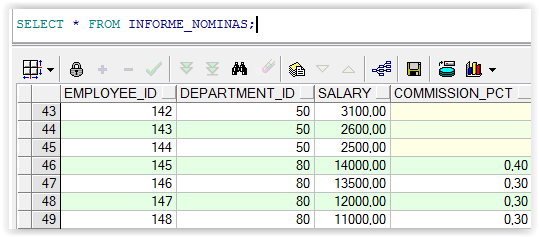 SELECT * FROM INFORME_NOMINAS;
EMPLOYEE_ID DEPARTMENT_ID SALARY COMMISSION_PCT
43 142 50 3100,00
44 143 50 2600,00
45 144 50 2500,00
46 145 80 14000,00 0,40
47 146 80 13500,00 0,30
48 147 80 12000,00 0,30
49 148 80 11000,00 0,30